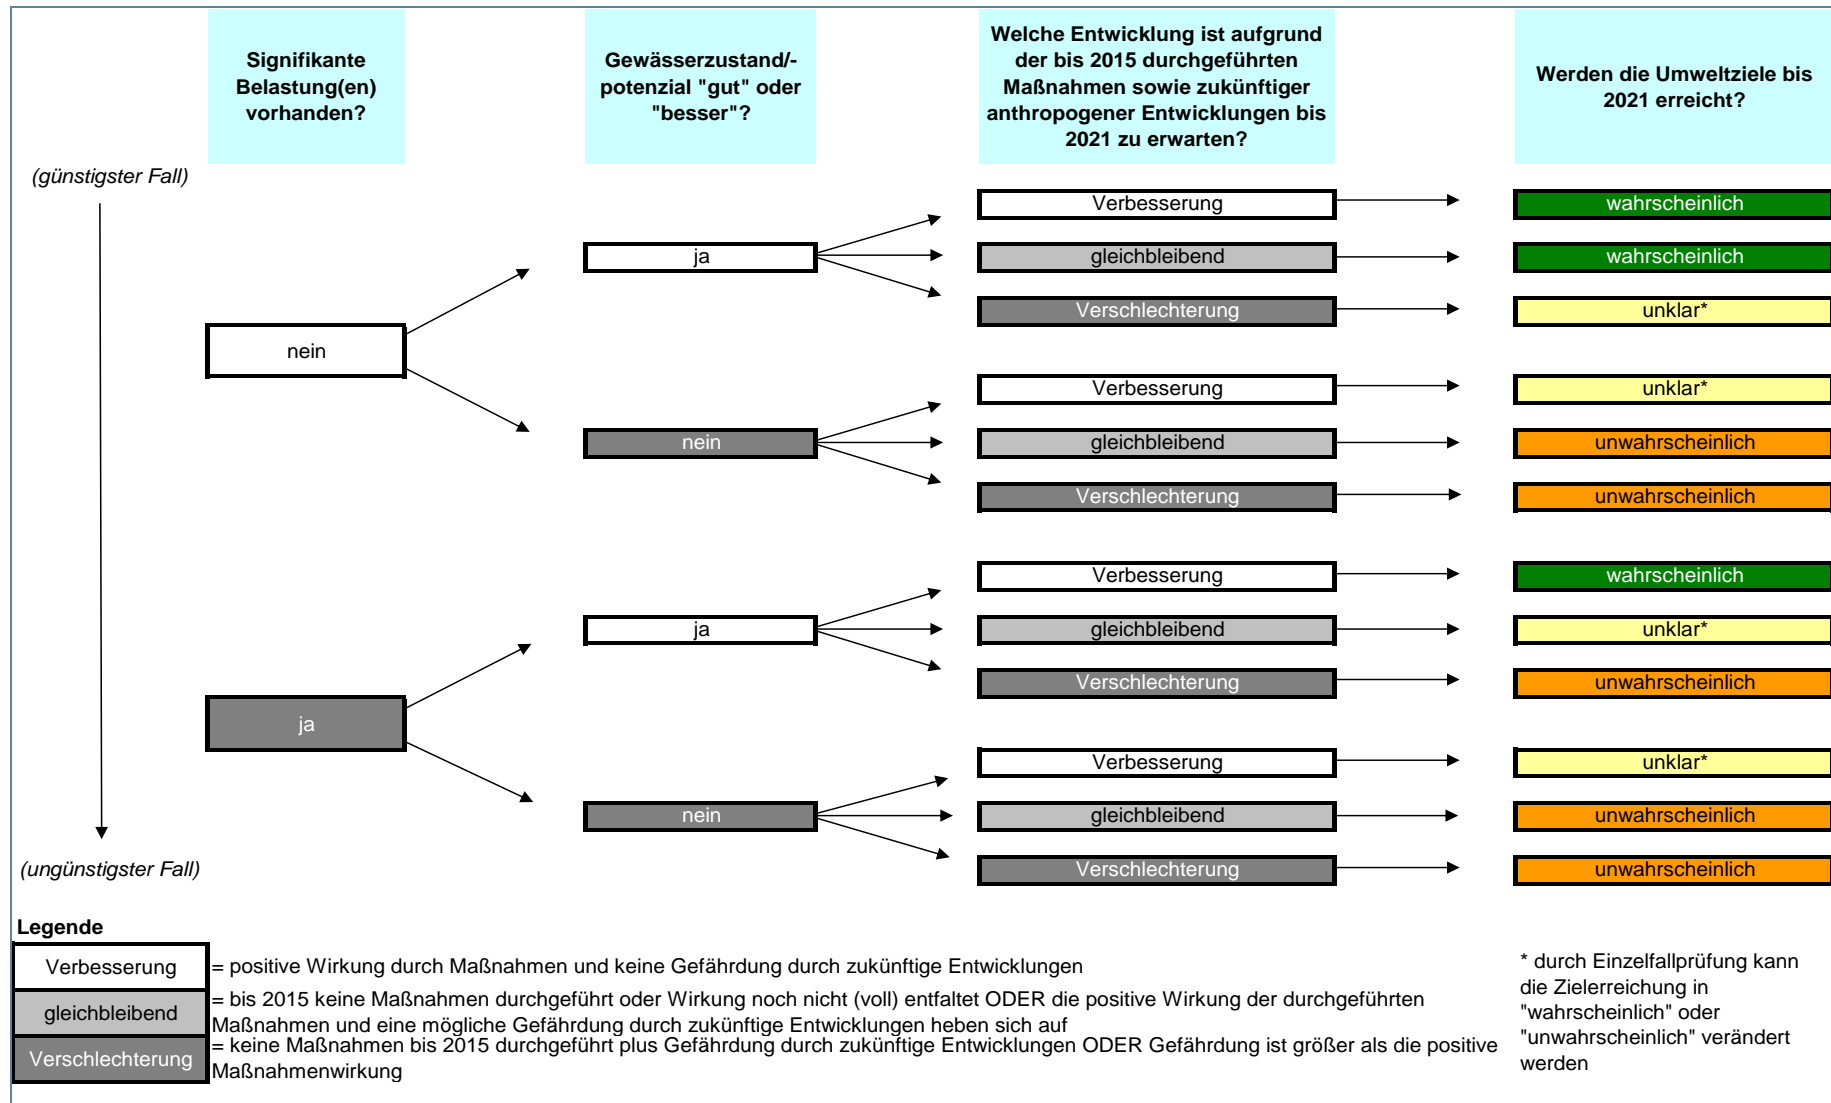 Signifikante
Belastung(en)
vorhanden?
Gewässerzustand/-
potenzial "gut" oder
"besser"?
Welche Entwicklung ist aufgrund
der bis 2015 durchgeführten
Maßnahmen sowie zukünftiger
anthropogener Entwicklungen bis
2021 zu erwarten?
Werden die Umweltziele bis
2021 erreicht?
(günstigster Fall)
Verbesserung
wahrscheinlich
ja
gleichbleibend
wahrscheinlich
Verschlechterung
unklar*
nein
Verbesserung
unklar*
nein
gleichbleibend
unwahrscheinlich
Verschlechterung
unwahrscheinlich
Verbesserung
wahrscheinlich
ja
gleichbleibend
unklar*
Verschlechterung
unwahrscheinlich
ja
Verbesserung
unklar*
nein
gleichbleibend
unwahrscheinlich
(ungünstigster Fall)
Verschlechterung
unwahrscheinlich
Legende
Verbesserung
= positive Wirkung durch Maßnahmen und keine Gefährdung durch zukünftige Entwicklungen
gleichbleibend
= bis 2015 keine Maßnahmen durchgeführt oder Wirkung noch nicht (voll) entfaltet ODER die positive Wirkung der durchgeführten
Maßnahmen und eine mögliche Gefährdung durch zukünftige Entwicklungen heben sich auf
Verschlechterung
= keine Maßnahmen bis 2015 durchgeführt plus Gefährdung durch zukünftige Entwicklungen ODER Gefährdung ist größer als die positive
Maßnahmenwirkung
* durch Einzelfallprüfung kann
die Zielerreichung in
"wahrscheinlich" oder
"unwahrscheinlich" verändert
werden